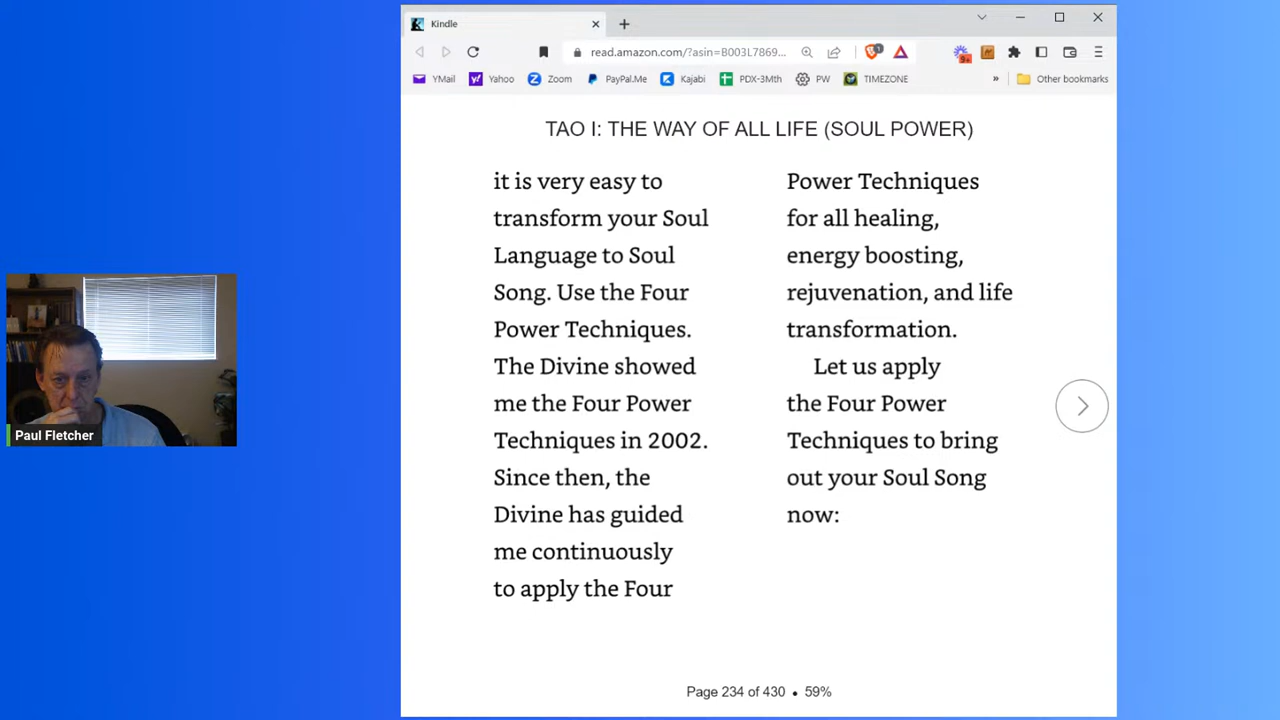 Kindle
read.amazon.com/?asin=B003L7869...
YMail
Yahoo
Zoom
PayPal.Me
Kajabi
PDX-3Mth
PW
TIMEZONE
»
Other bookmarks
TAO I: THE WAY OF ALL LIFE (SOUL POWER)
it is very easy to
transform your Soul
Language to Soul
Song. Use the Four
Power Techniques.
The Divine showed
me the Four Power
Techniques in 2002.
Since then, the
Divine has guided
me continuously
to apply the Four
Power Techniques
for all healing,
energy boosting,
rejuvenation, and life
transformation.
Let us apply
the Four Power
Techniques to bring
out your Soul Song
now:
Page 234 of 430 • 59%
Paul Fletcher